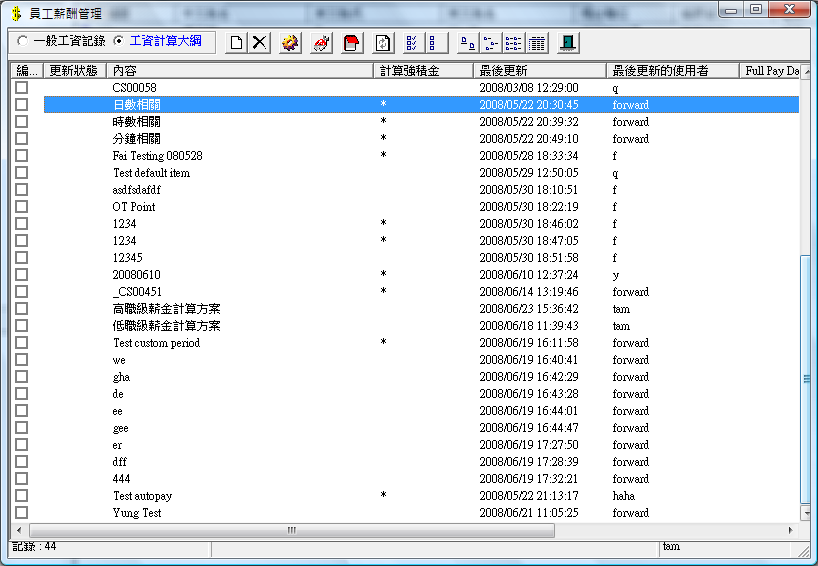 員工薪酬管理
一般工資記錄 工資計算大綱
編... 更新狀態 內容 計算強積金 最後更新 最後更新的使用者 Full Pay Da
CS00058 2008/03/08 12:29:00 q
日數相關 * 2008/05/22 20:30:45 forward
時數相關 * 2008/05/22 20:39:32 forward
分鐘相關 * 2008/05/22 20:49:10 forward
Fai Testing 080528 * 2008/05/28 18:33:34 f
Test default item 2008/05/29 12:50:05 q
asdfsdafdf 2008/05/30 18:10:51 f
OT Point 2008/05/30 18:22:19 f
1234 * 2008/05/30 18:46:02 f
1234 * 2008/05/30 18:47:05 f
12345 2008/05/30 18:51:58 f
20080610 * 2008/06/10 12:37:24 y
_CS00451 * 2008/06/14 13:19:46 forward
高職級薪金計算方案 2008/06/23 15:36:42 tam
低職級薪金計算方案 2008/06/18 11:39:43 tam
Test custom period * 2008/06/19 16:11:58 forward
we 2008/06/19 16:40:41 forward
gha 2008/06/19 16:42:29 forward
de 2008/06/19 16:43:28 forward
ee 2008/06/19 16:44:01 forward
gee 2008/06/19 16:44:47 forward
er 2008/06/19 17:27:50 forward
dff 2008/06/19 17:28:39 forward
444 2008/06/19 17:32:21 forward
Test autopay * 2008/05/22 21:13:17 haha
Yung Test 2008/06/21 11:05:25 forward
記錄 : 44 tam